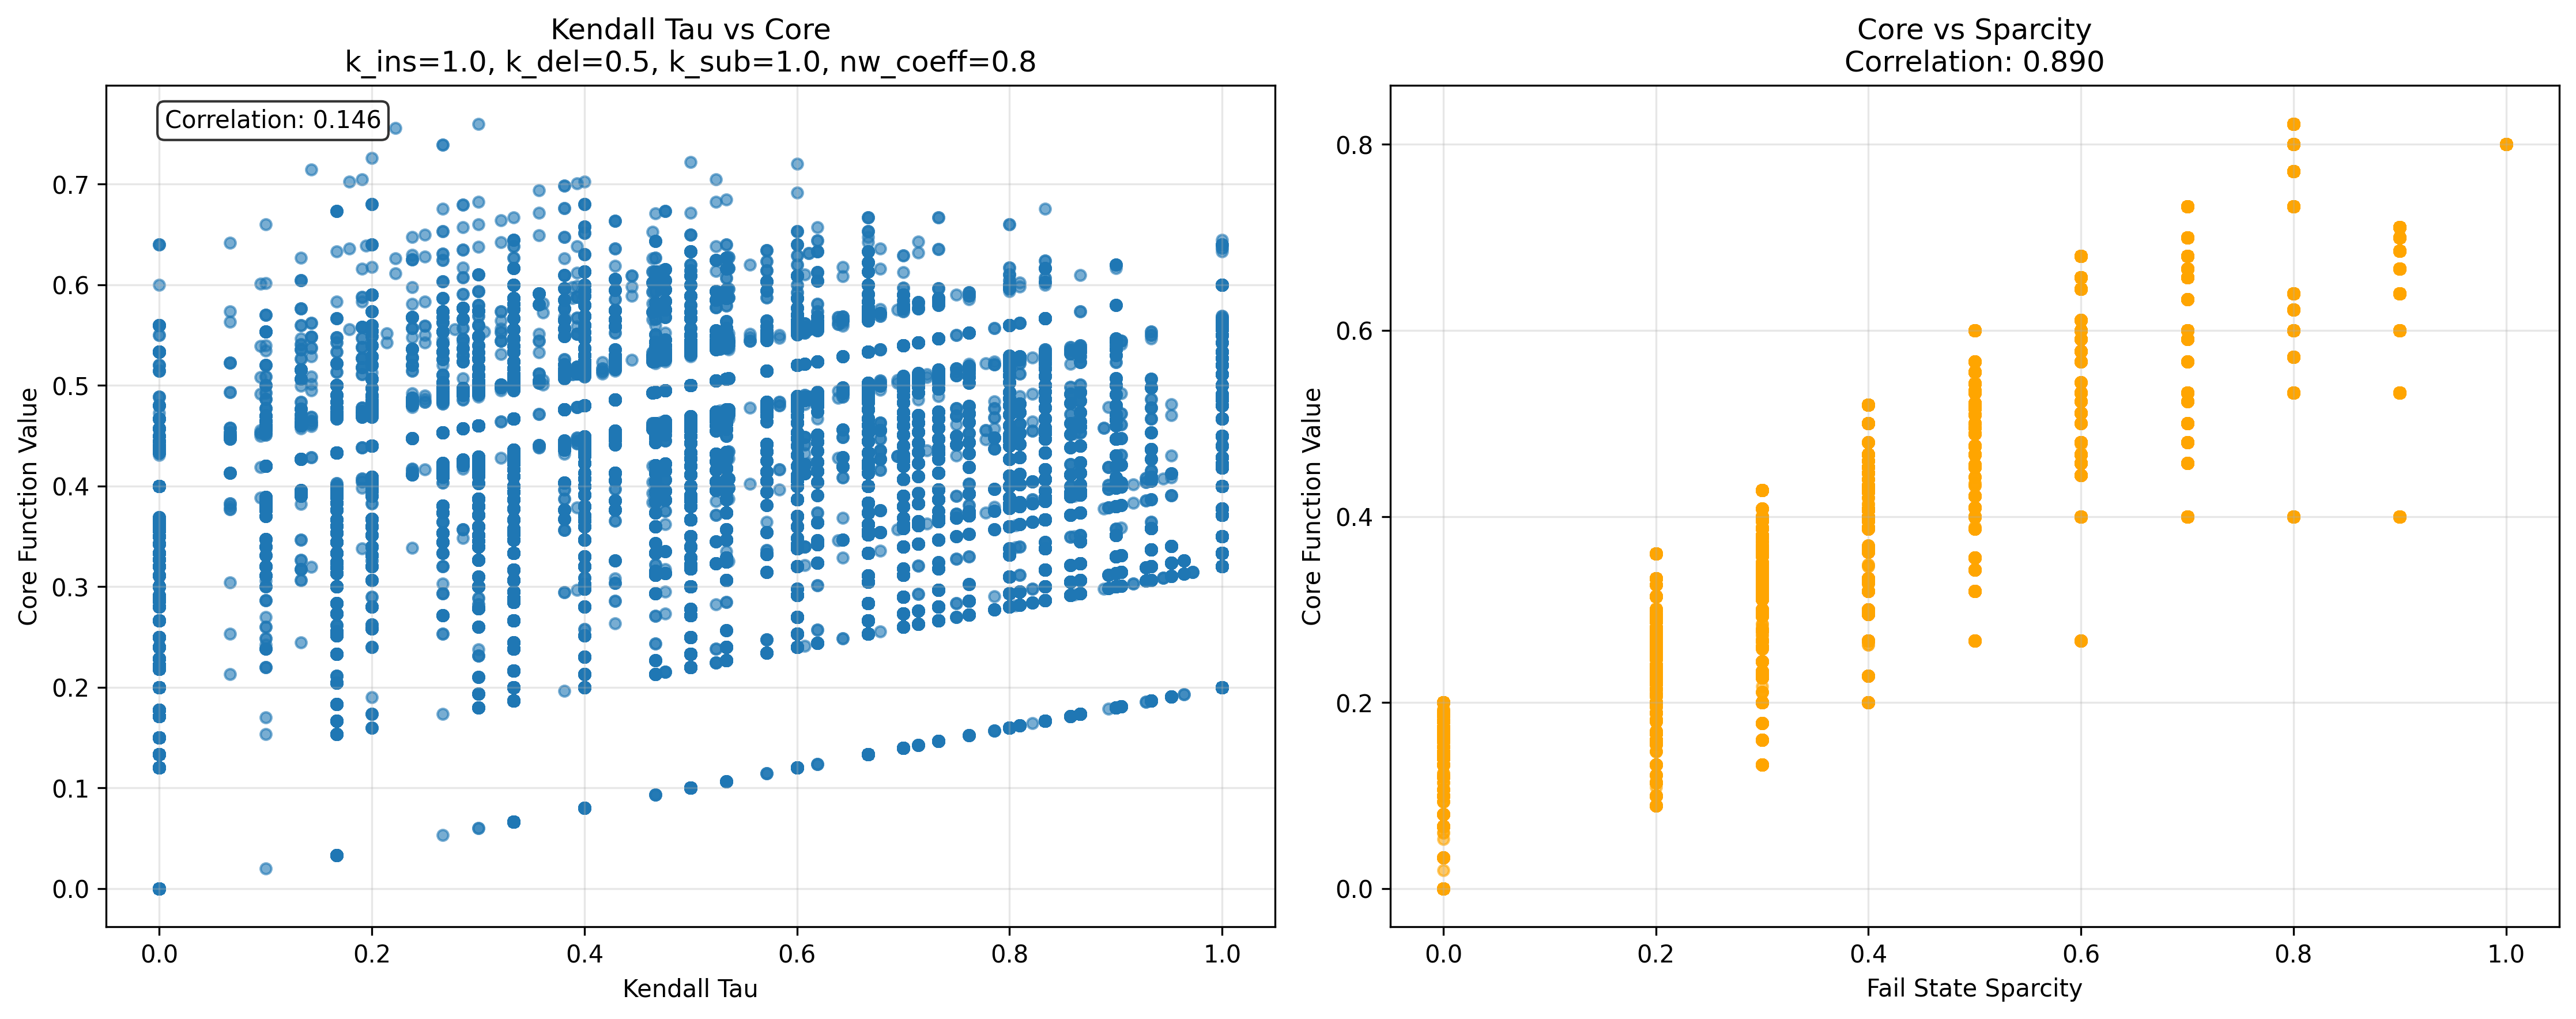 Kendall Tau vs Core
k_ins=1.0, k_del=0.5, k_sub=1.0, nw_coeff=0.8
Correlation: 0.146
Core Function Value
0.7
0.6
0.5
0.4
0.3
0.2
0.1
0.0
0.0 0.2 0.4 0.6 0.8 1.0
Kendall Tau
Core vs Sparcity
Correlation: 0.890
Core Function Value
0.8
0.6
0.4
0.2
0.0
0.0 0.2 0.4 0.6 0.8 1.0
Fail State Sparcity